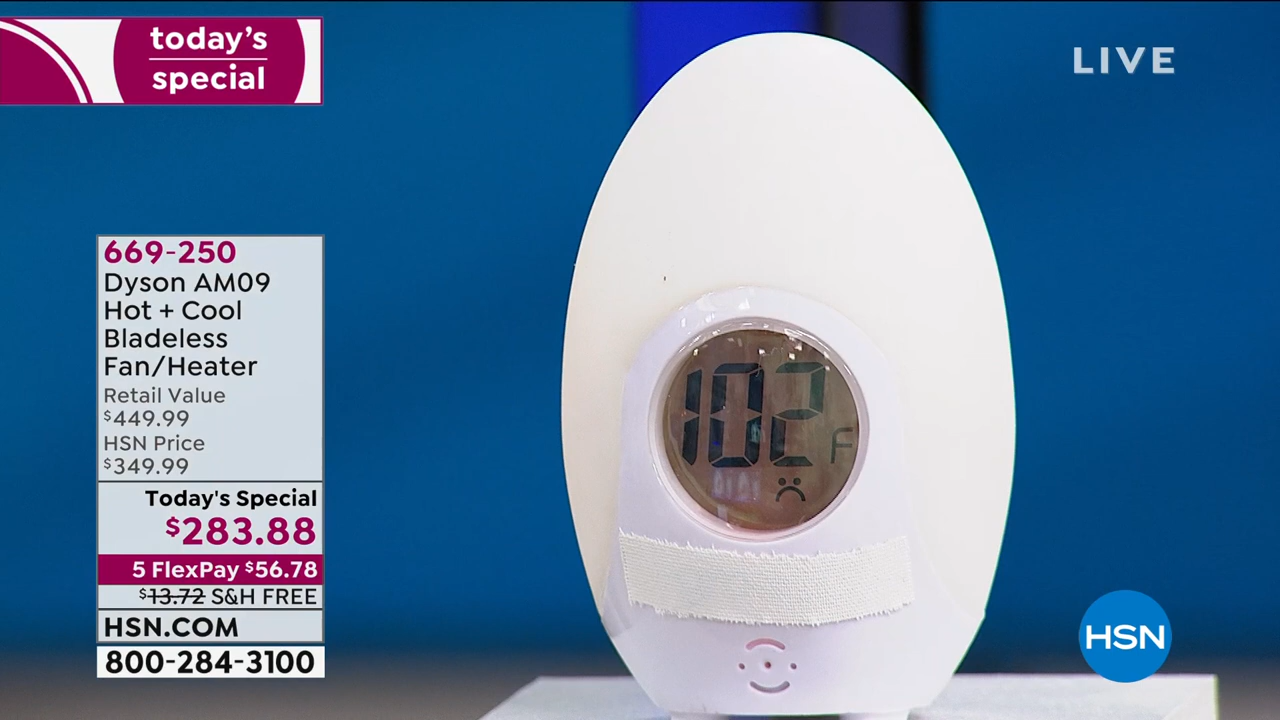 today's
special
LIVE
669-250
Dyson AM09
Hot + Cool
Bladeless
Fan/Heater
Retail Value
$449.99
HSN Price
$349.99
Today's Special
$283.88
5 FlexPay $56.78
$13.72 S&H FREE
HSN.COM
800-284-3100
102
F
HSN